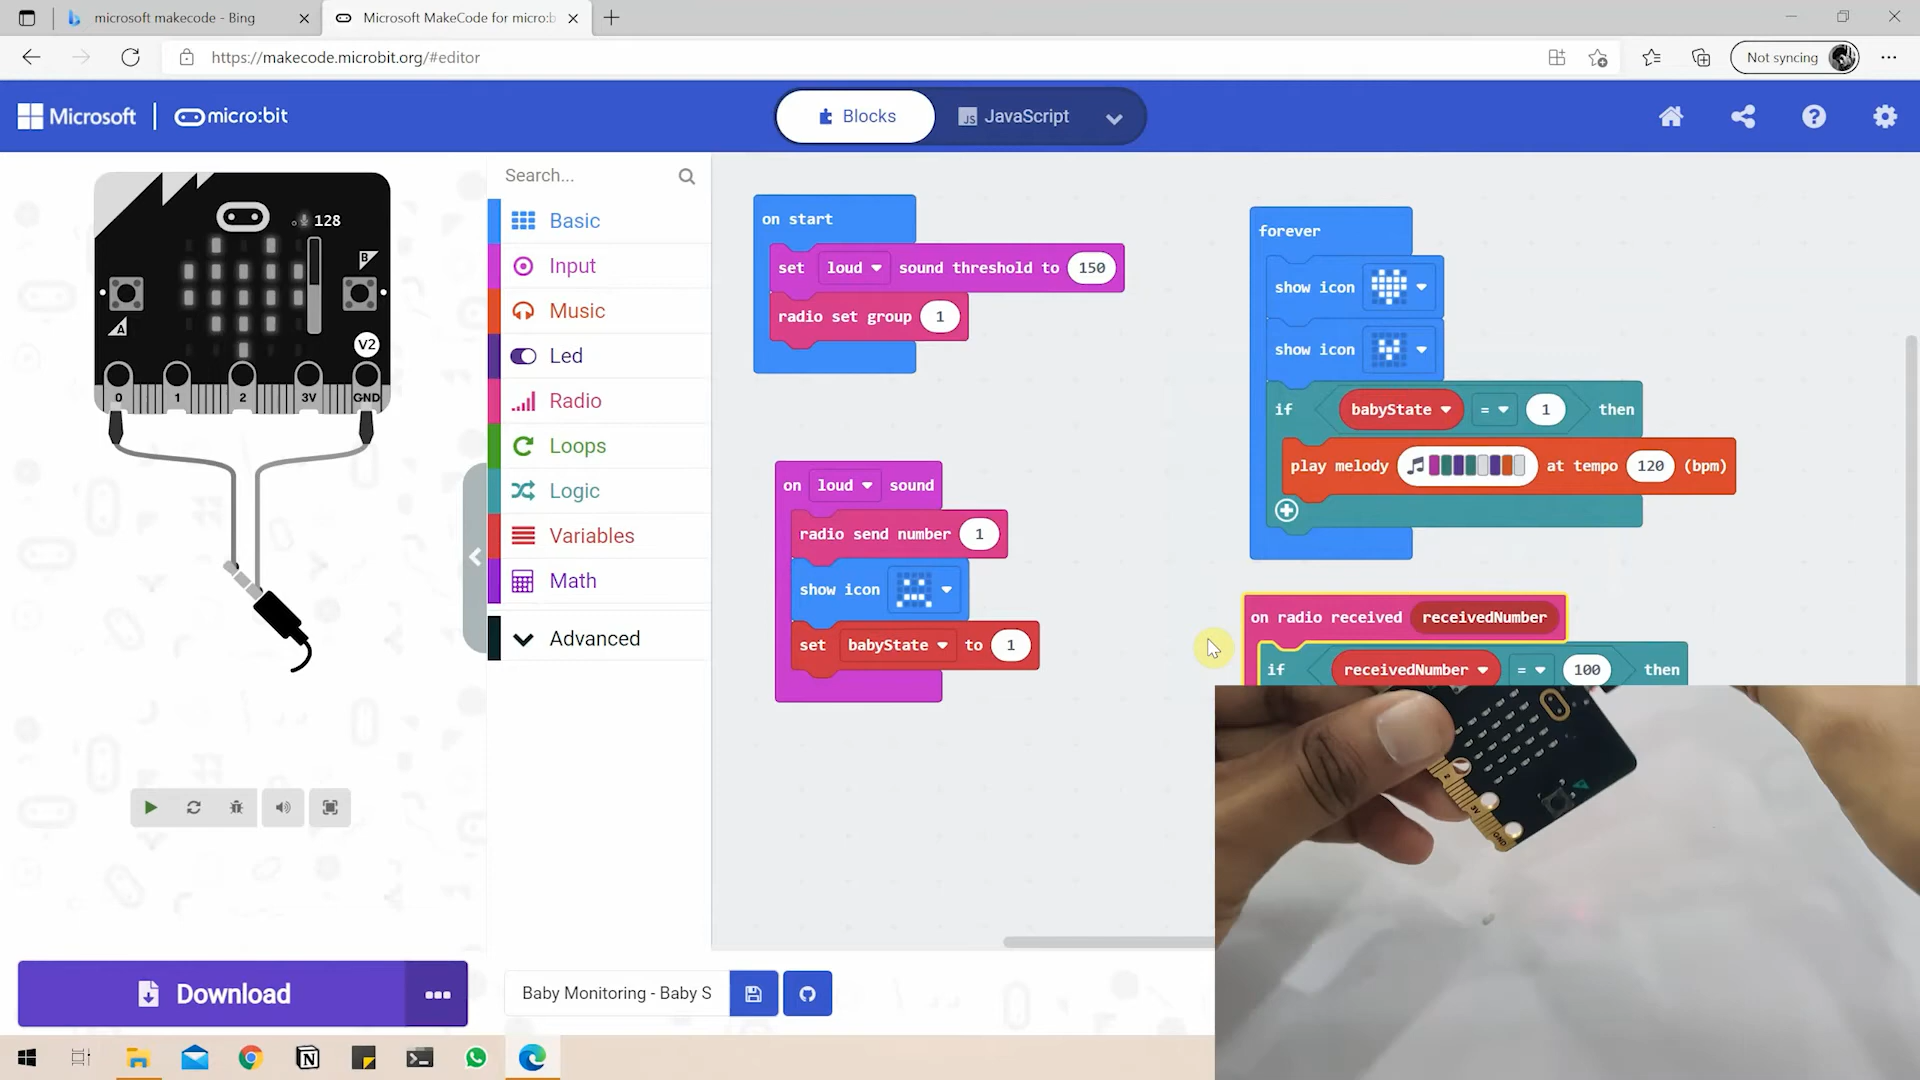 microsoft makecode - Bing
Microsoft MakeCode for micro:b
https://makecode.microbit.org/#editor
Not syncing
Microsoft
micro:bit
Blocks
JS
JavaScript
128
A
B
V2
0
1
2
3V
GND
Search...
Basic
Input
Music
Led
Radio
Loops
Logic
Variables
Math
Advanced
on start
set loud sound threshold to 150
radio set group 1
on loud sound
radio send number 1
show icon
set babyState to 1
forever
show icon
show icon
if babyState = 1 then
play melody at tempo 120 (bpm)
on radio received receivedNumber
if receivedNumber = 100 then
2
3V
GND
Download
Baby Monitoring - Baby S